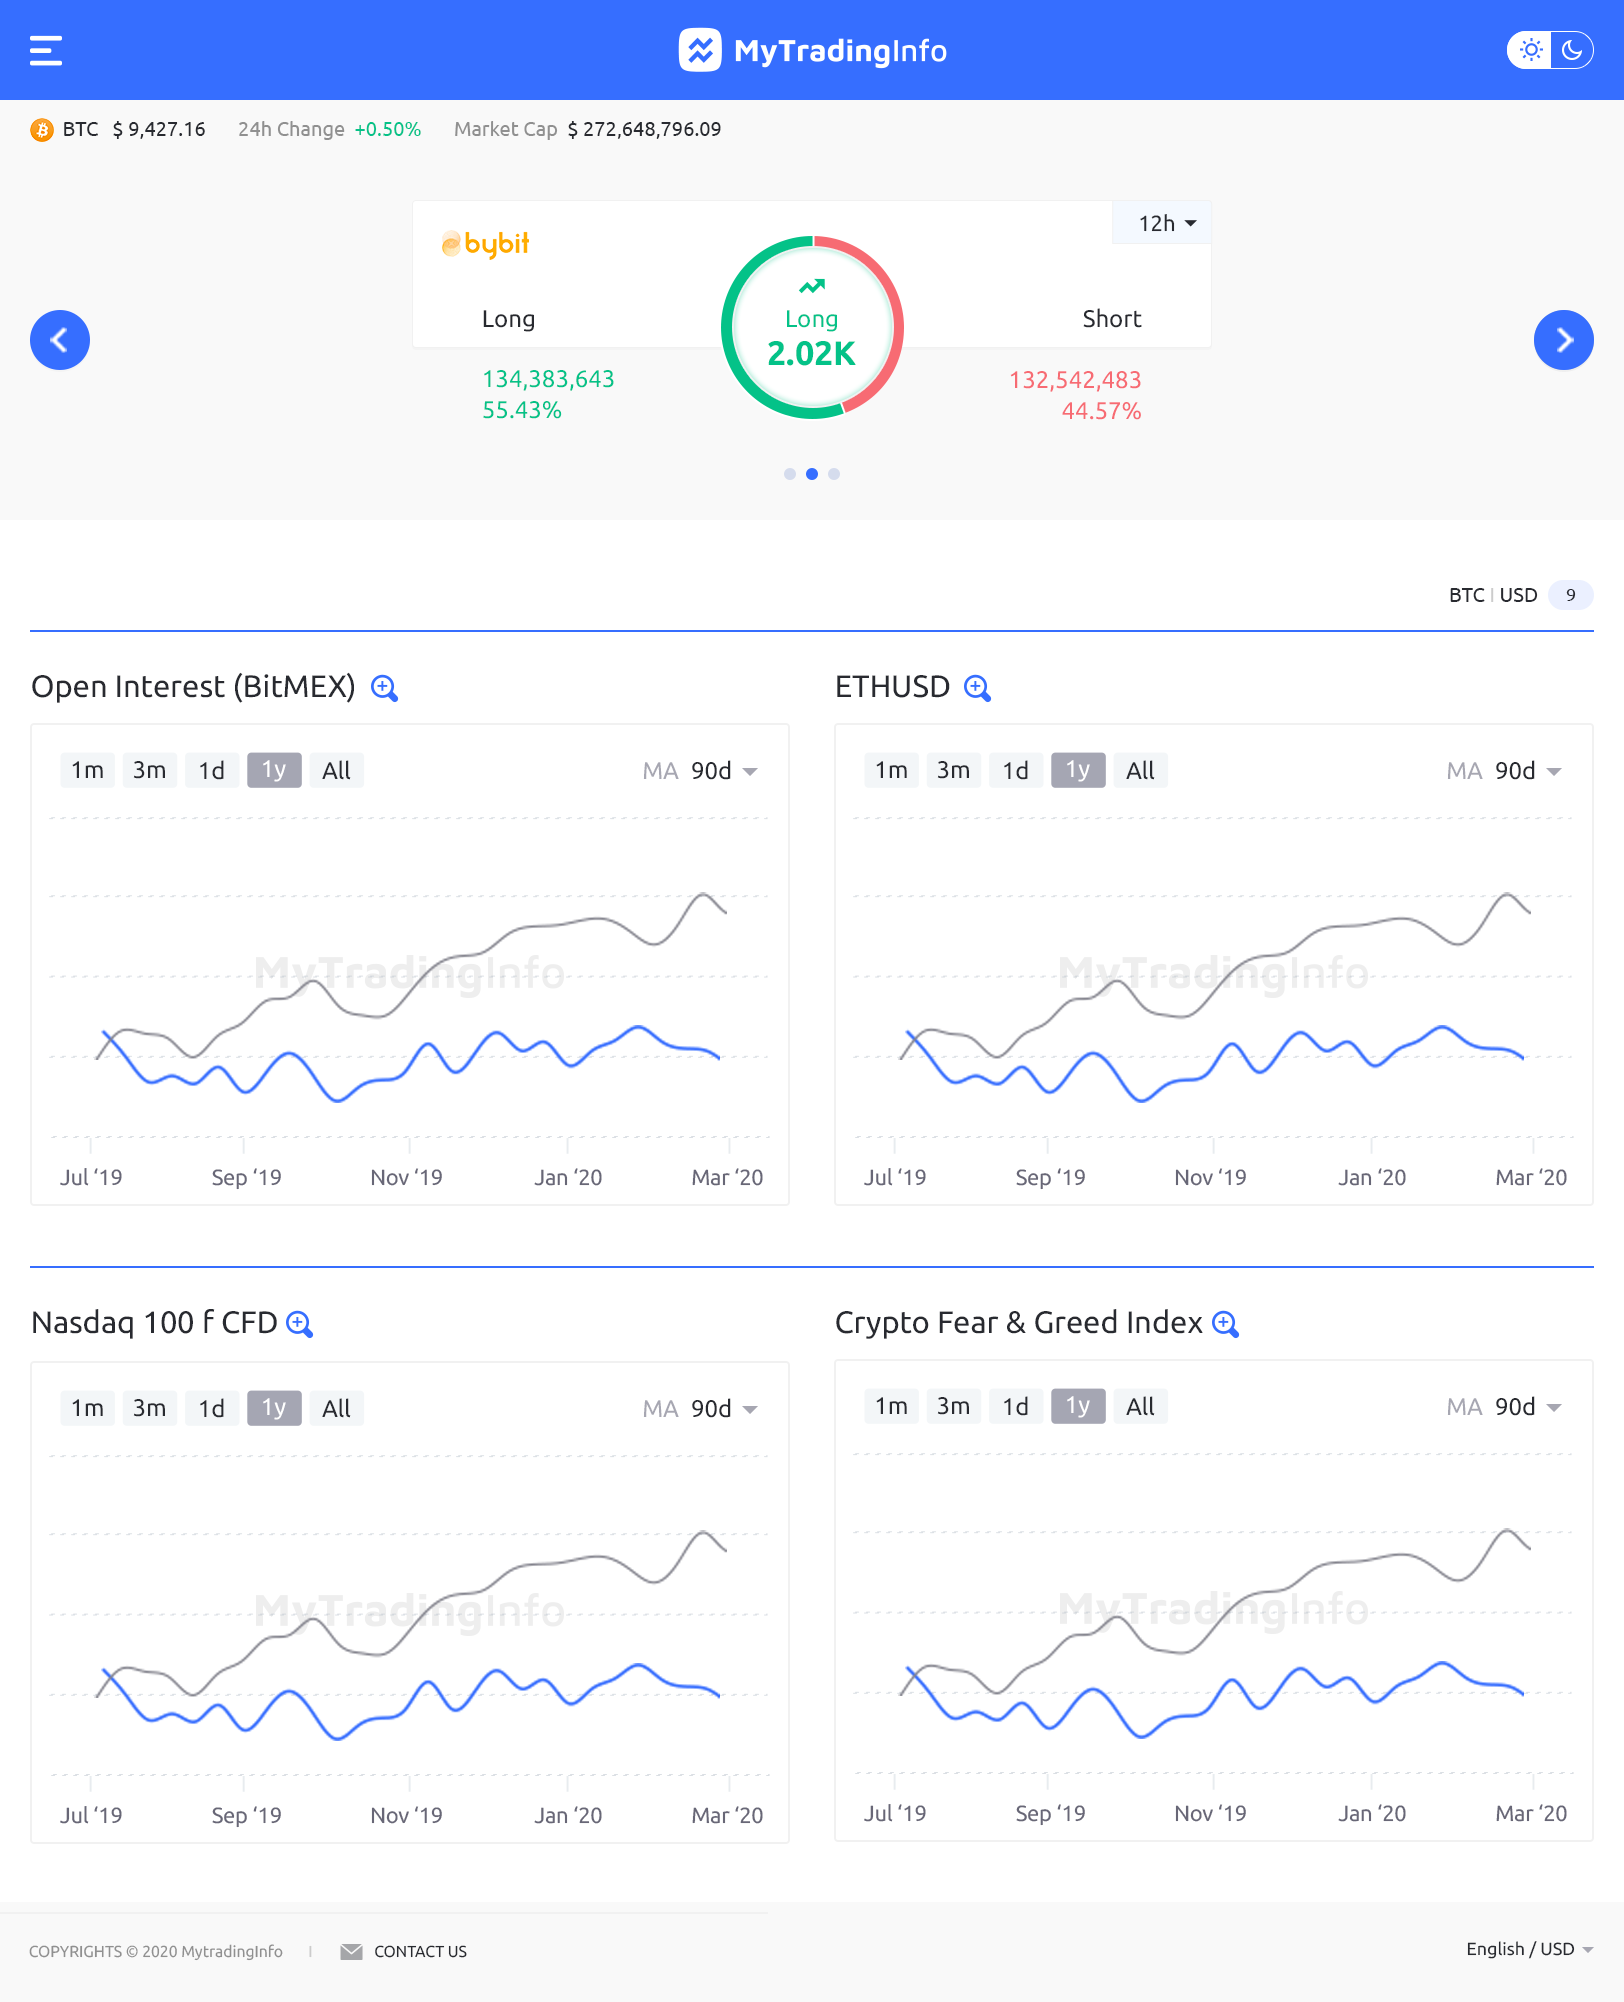 MyTradingInfo
BTC $ 9,427.16 24h Change +0.50% Market Cap $ 272,648,796.09
bybit
12h
Long
Long
2.02K
Short
134,383,643
55.43%
132,542,483
44.57%
BTC | USD 9
Open Interest (BitMEX)
1m 3m 1d 1y All MA 90d
MyTradingInfo
Jul ‘19 Sep ‘19 Nov ‘19 Jan ‘20 Mar ‘20
ETHUSD
1m 3m 1d 1y All MA 90d
MyTradingInfo
Jul ‘19 Sep ‘19 Nov ‘19 Jan ‘20 Mar ‘20
Nasdaq 100 f CFD
1m 3m 1d 1y All MA 90d
MyTradingInfo
Jul ‘19 Sep ‘19 Nov ‘19 Jan ‘20 Mar ‘20
Crypto Fear & Greed Index
1m 3m 1d 1y All MA 90d
MyTradingInfo
Jul ‘19 Sep ‘19 Nov ‘19 Jan ‘20 Mar ‘20
COPYRIGHTS © 2020 MytradingInfo | CONTACT US
English / USD